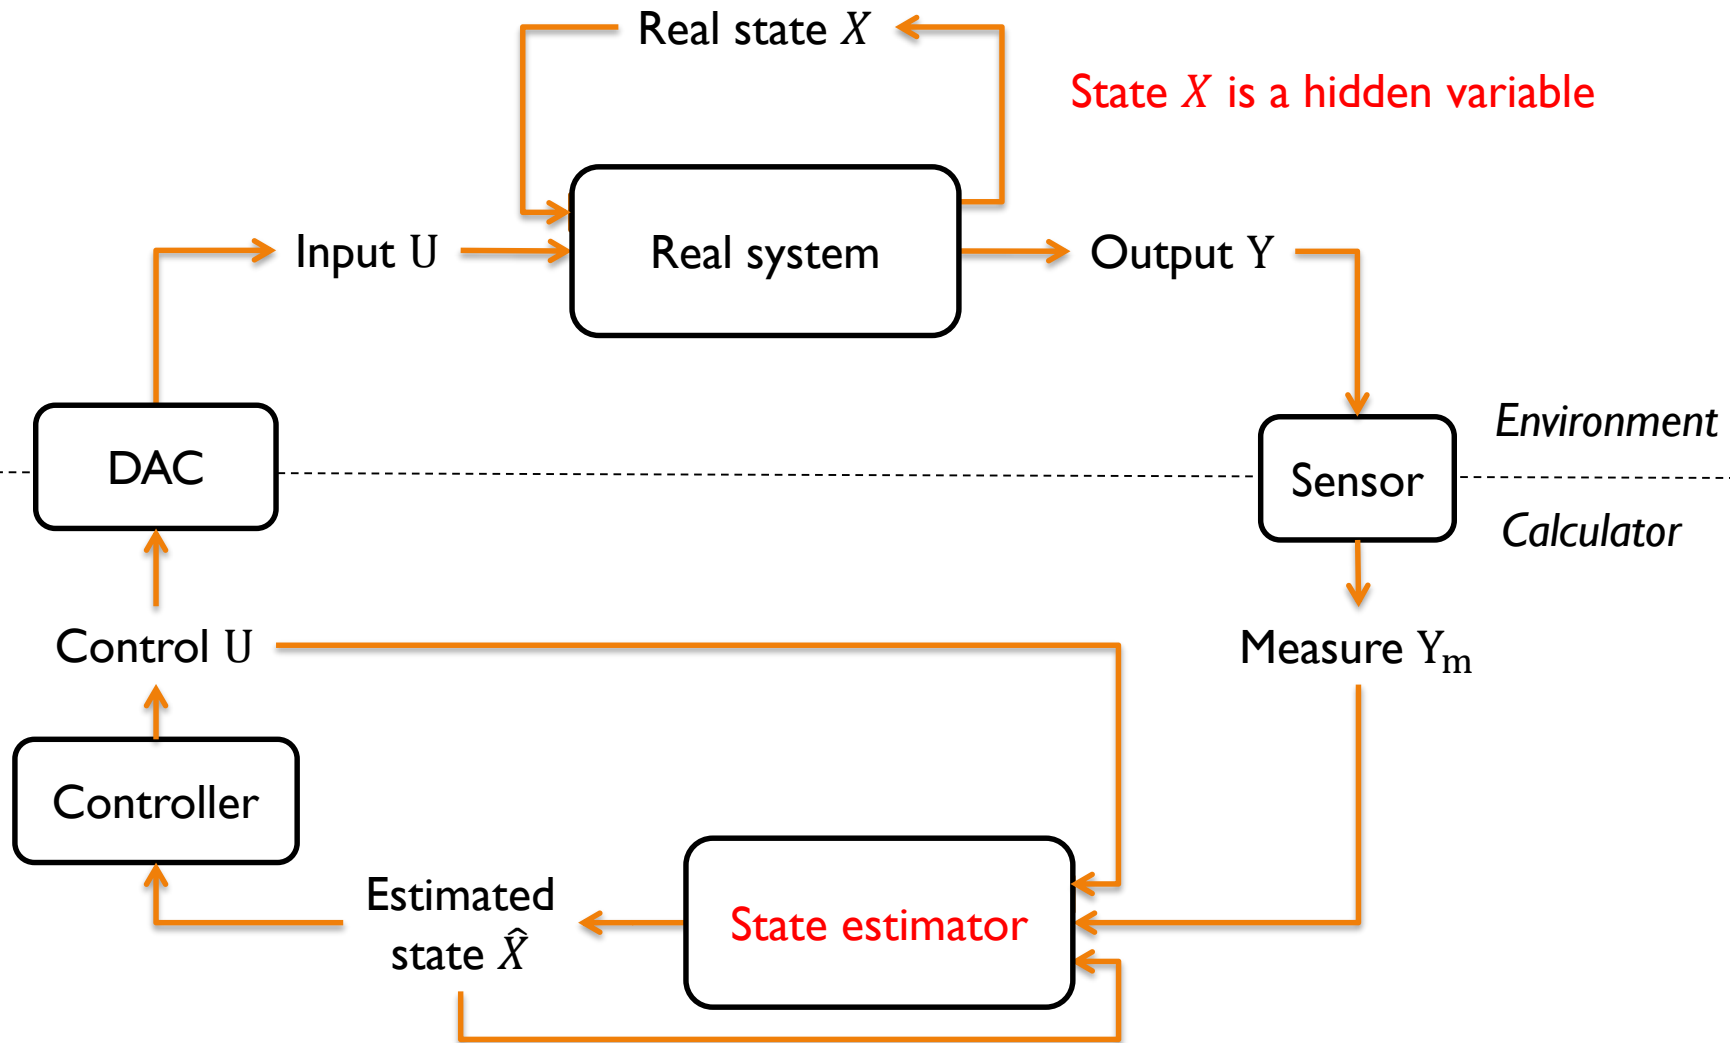 Real state X
State X is a hidden variable
Input U
Real system
Output Y
DAC
Sensor
Environment
Calculator
Control U
Measure Yₘ
Controller
Estimated
state X̂
State estimator